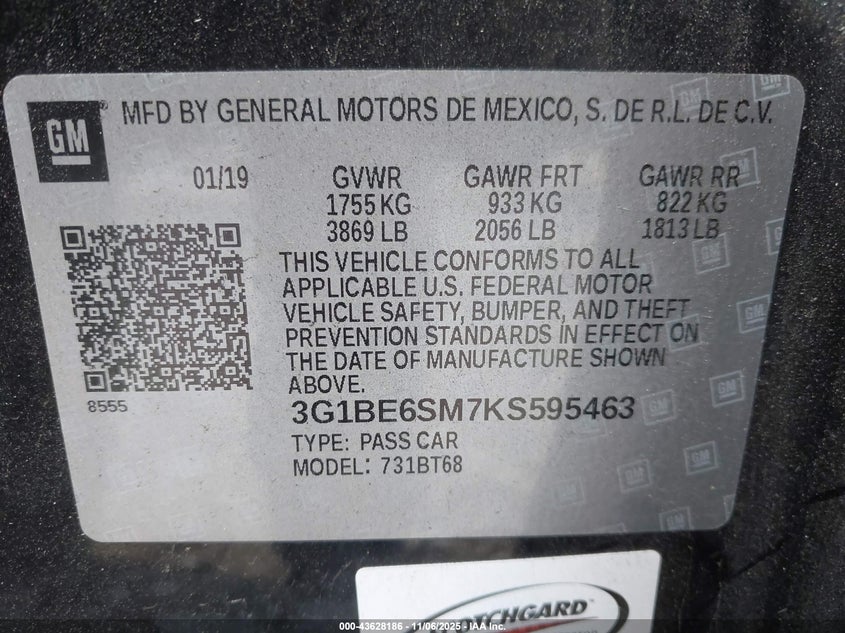 GM
MFD BY GENERAL MOTORS DE MEXICO, S. DE R.L. DE C.V.
01/19 GVWR GAWR FRT GAWR RR
1755 KG 933 KG 822 KG
3869 LB 2056 LB 1813 LB
THIS VEHICLE CONFORMS TO ALL
APPLICABLE U.S. FEDERAL MOTOR
VEHICLE SAFETY, BUMPER, AND THEFT
PREVENTION STANDARDS IN EFFECT ON
THE DATE OF MANUFACTURE SHOWN
ABOVE.
8555
3G1BE6SM7KS595463
TYPE: PASS CAR
MODEL: 731BT68
TCHGARD
000-43628186 - 11/06/2025 - IAA Inc.